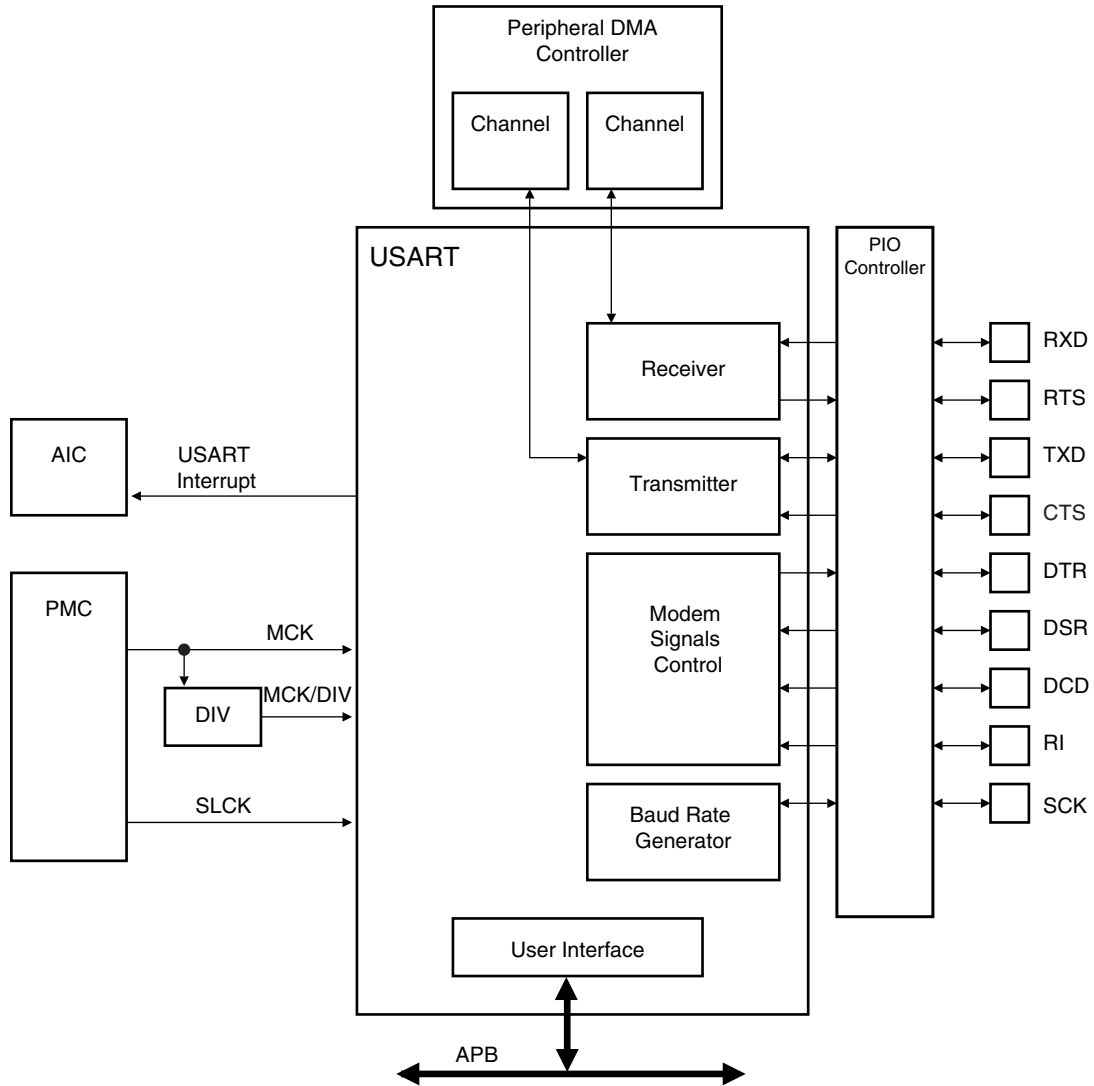 Peripheral DMA
Controller
Channel
Channel
USART
PIO
Controller
Receiver
RXD
RTS
AIC
USART
Interrupt
Transmitter
TXD
CTS
PMC
MCK
DIV
MCK/DIV
SLCK
Modem
Signals
Control
DTR
DSR
DCD
RI
Baud Rate
Generator
SCK
User Interface
APB